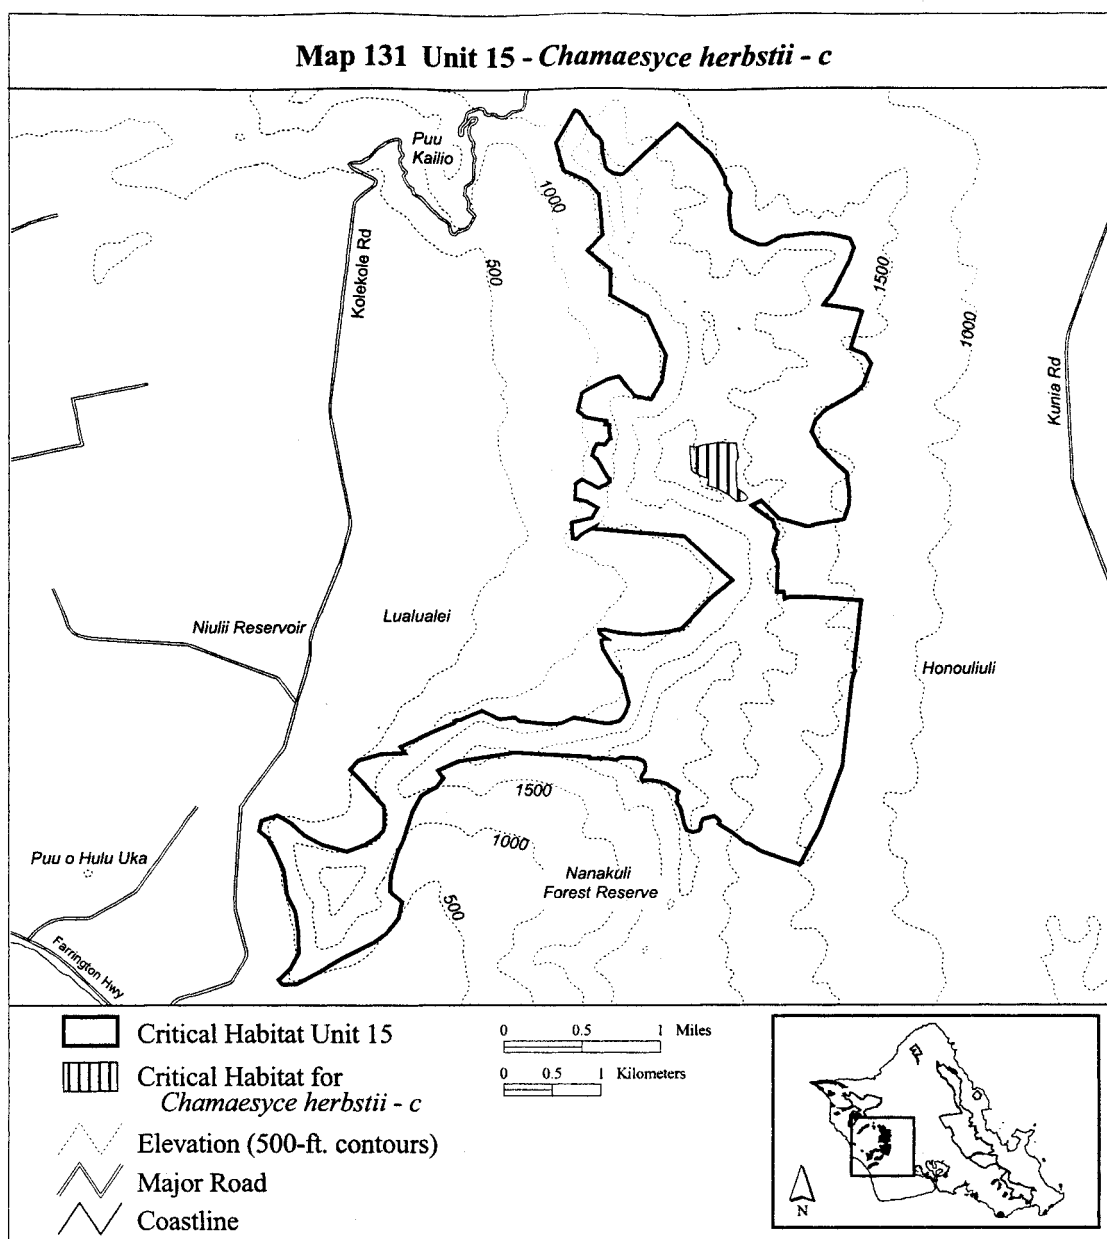 Map 131 Unit 15 - Chamaesyce herbstii - c
Puu
Kailio
1000
Kolekole Rd
500
1500
1000
Kunia Rd
Niulii Reservoir
Lualualei
Honouliuli
1500
1000
Puu o Hulu Uka
Nanakuli
Forest Reserve
500
Farrington Hwy
Critical Habitat Unit 15
Critical Habitat for
Chamaesyce herbstii - c
Elevation (500-ft. contours)
Major Road
Coastline
0 0.5 1 Miles
0 0.5 1 Kilometers
N